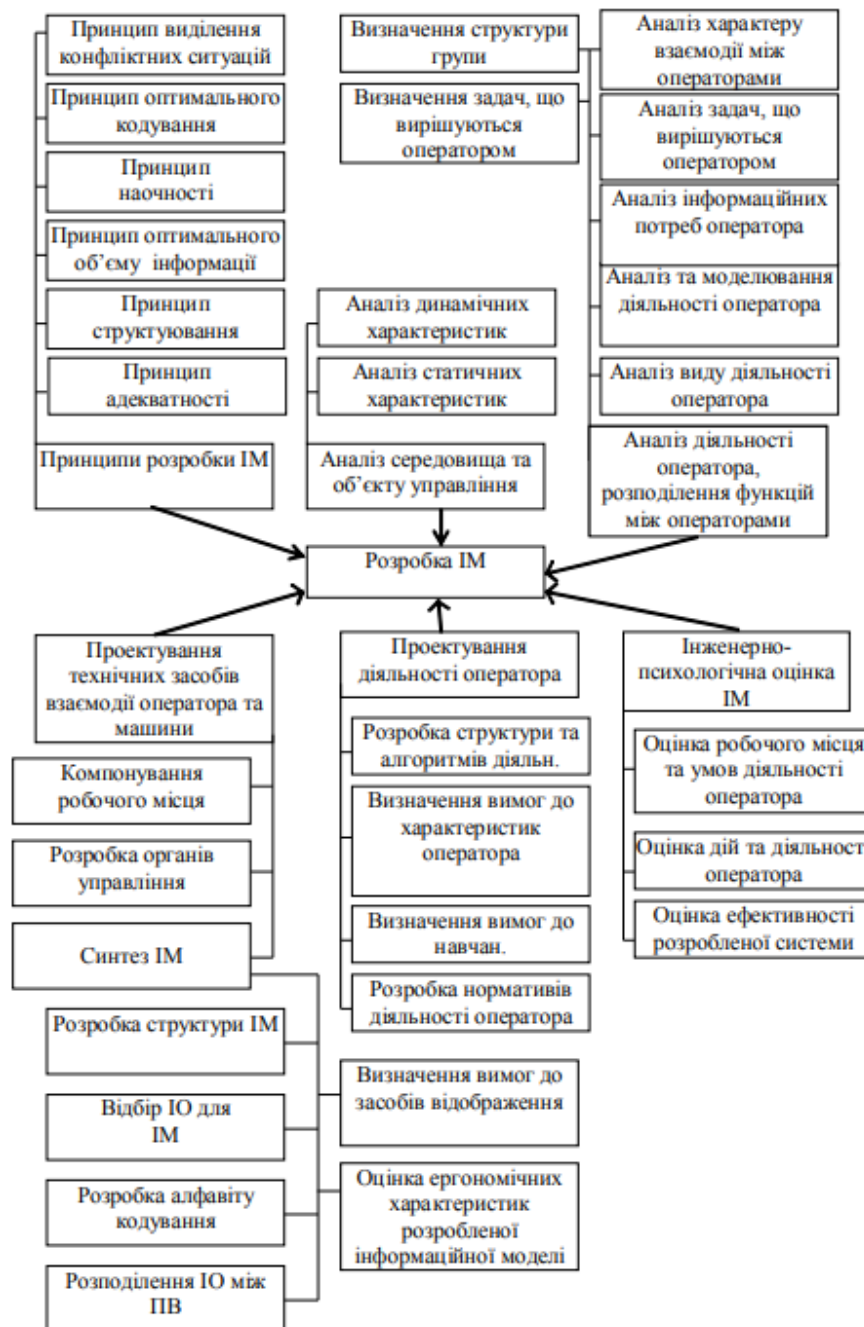 Принцип виділення
конфліктних ситуацій
Принцип оптимального
кодування
Принцип
наочності
Принцип оптимального
об’єму інформації
Принцип
структуювання
Принцип
адекватності
Принципи розробки ІМ
Аналіз динамічних
характеристик
Аналіз статичних
характеристик
Аналіз середовища та
об’єкту управління
Визначення структури
групи
Визначення задач, що
вирішуються
оператором
Аналіз характеру
взаємодії між
операторами
Аналіз задач, що
вирішуються
оператором
Аналіз інформаційних
потреб оператора
Аналіз та моделювання
діяльності оператора
Аналіз виду діяльності
оператора
Аналіз діяльності
оператора,
розподілення функцій
між операторами
Розробка ІМ
Проектування
технічних засобів
взаємодії оператора та
машини
Компонування
робочого місця
Розробка органів
управління
Синтез ІМ
Розробка структури ІМ
Відбір ІО для
ІМ
Розробка алфавіту
кодування
Розподілення ІО між
ПВ
Проектування
діяльності оператора
Розробка структури та
алгоритмів діяльн.
Визначення вимог до
характеристик
оператора
Визначення вимог до
навчан.
Розробка нормативів
діяльності оператора
Визначення вимог до
засобів відображення
Оцінка ергономічних
характеристик
розробленої
інформаційної моделі
Інженерно-
психологічна оцінка
ІМ
Оцінка робочого місця
та умов діяльності
оператора
Оцінка дій та діяльност
оператора
Оцінка ефективності
розробленої системи